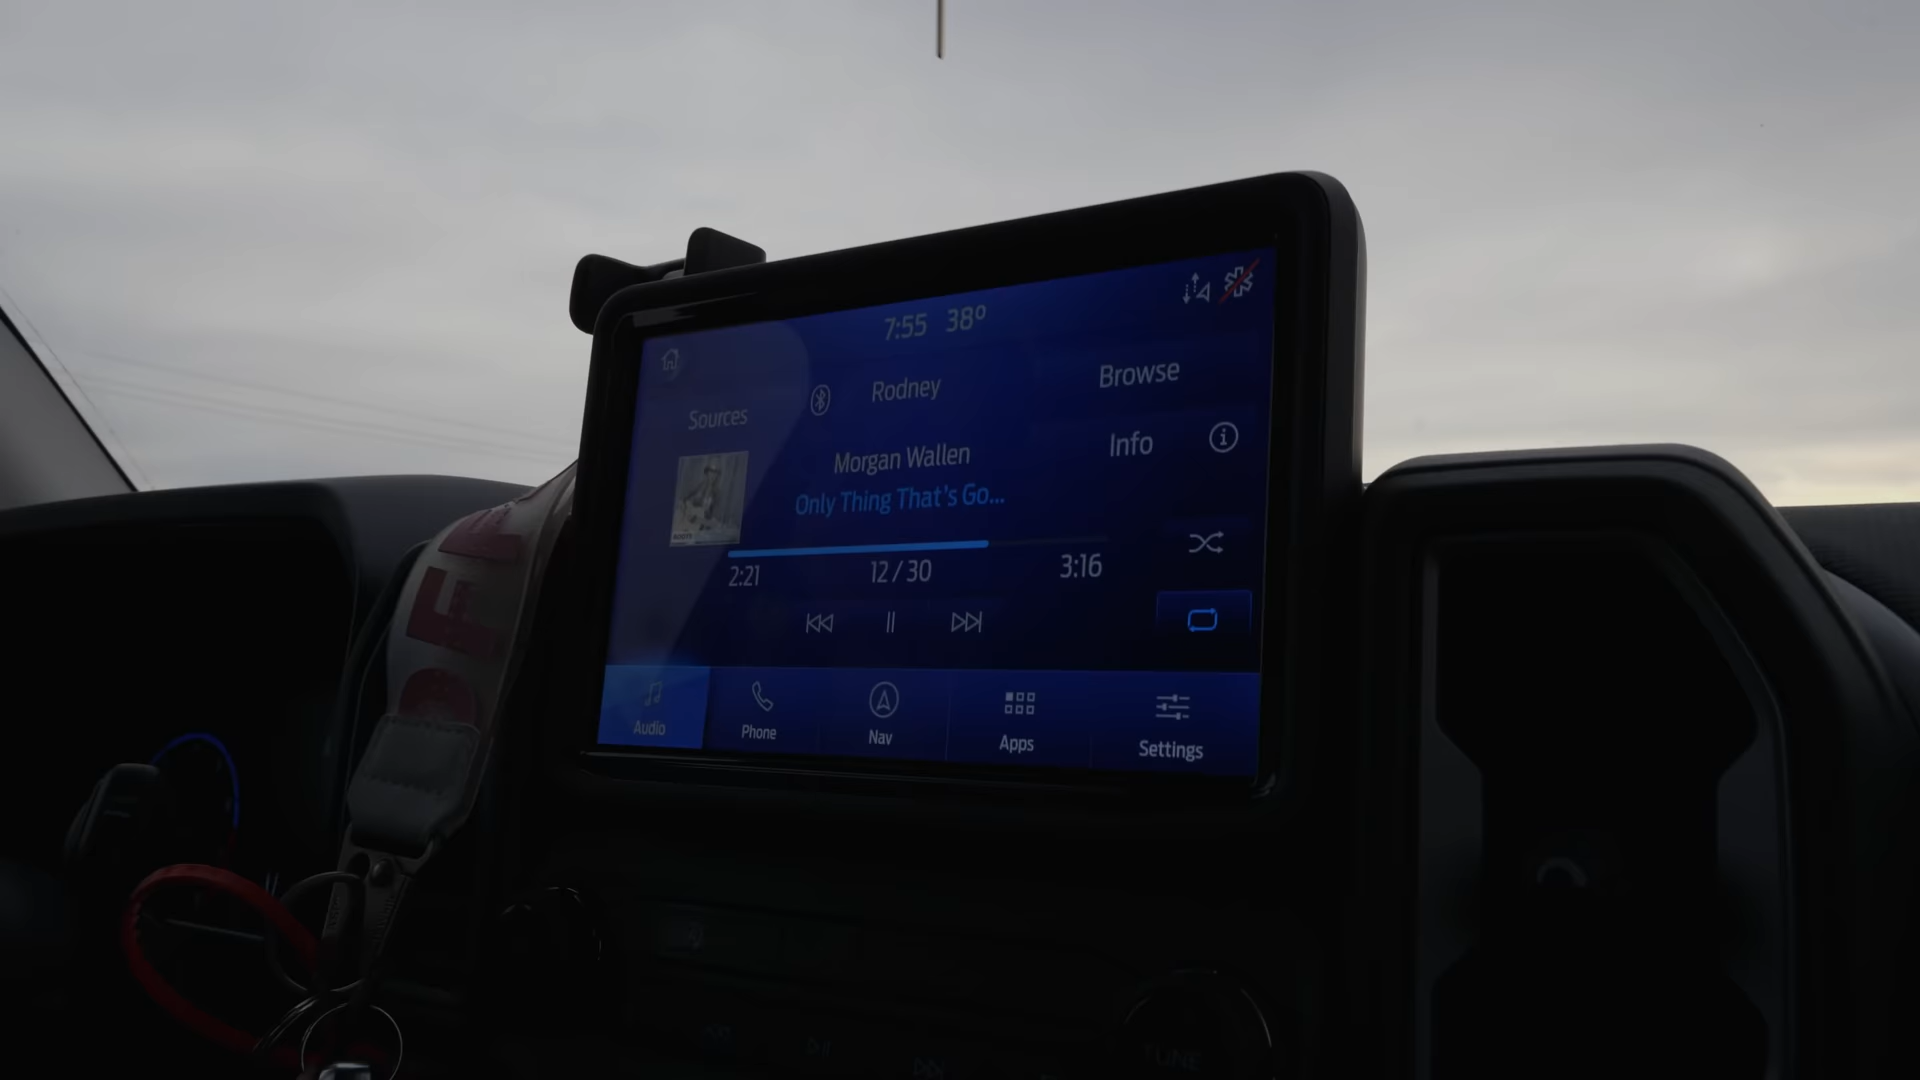 7:55 38°
Sources
Rodney
Browse
Morgan Wallen
Info
Only Thing That's Go...
2:21
12 / 30
3:16
Audio
Phone
Nav
Apps
Settings
TUNE